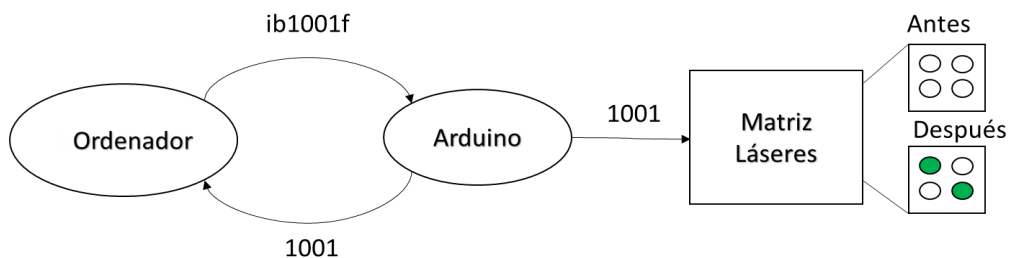 ib1001f
Antes
Ordenador
Arduino
1001
Matriz
Láseres
Después
1001